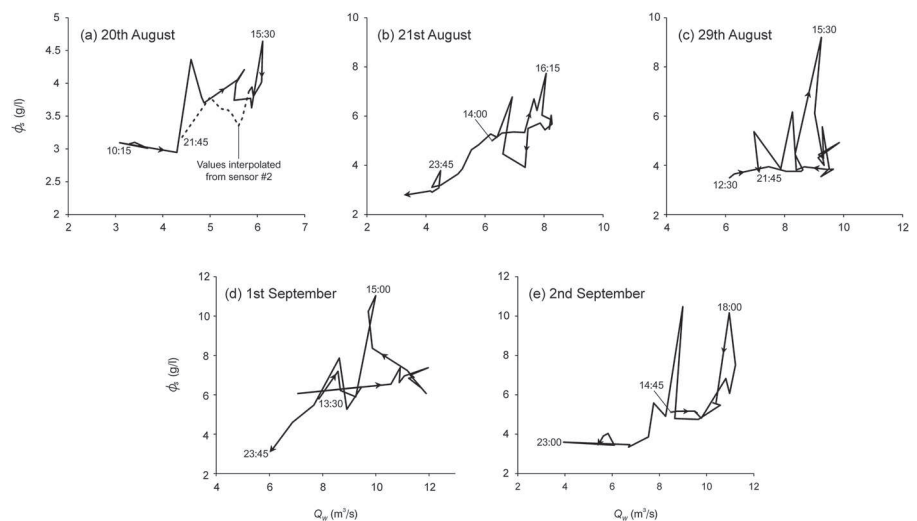 (a) 20th August
15:30
5
4.5
4
3.5
3
2.5
2
ϕs (g/l)
10:15
21:45
Values interpolated
from sensor #2
2 3 4 5 6 7
(b) 21st August
10
8
6
4
2
16:15
14:00
23:45
2 4 6 8 10
(c) 29th August
10
8
6
4
2
15:30
12:30
21:45
4 6 8 10 12
(d) 1st September
12
10
8
6
4
2
ϕs (g/l)
15:00
13:30
23:45
4 6 8 10 12
Qw (m³/s)
(e) 2nd September
12
10
8
6
4
2
18:00
14:45
23:00
2 4 6 8 10 12
Qw (m³/s)